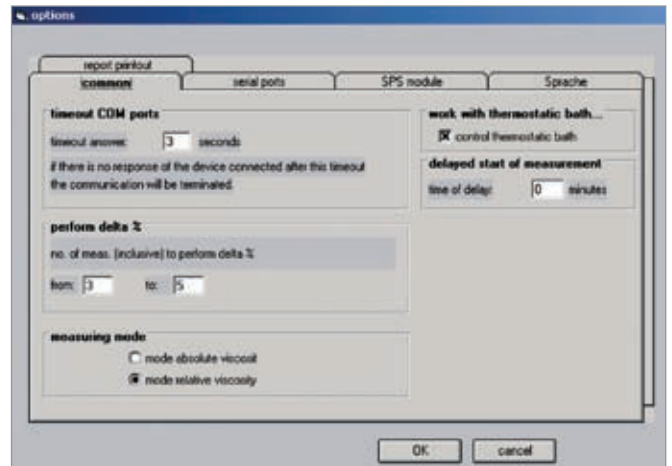 options
report printout
common serial ports SPS module Sprache
timeout COM ports
timeout answer: 3 seconds
if there is no response of the device connected after this timeout
the communication will be terminated.
perform delta %
no. of meas. (inclusive) to perform delta %
from: 3 to: 5
measuring mode
mode absolute viscosit
mode relative viscosity
work with thermostatic bath...
control thermostatic bath
delayed start of measurement
time of delay: 0 minutes
OK cancel